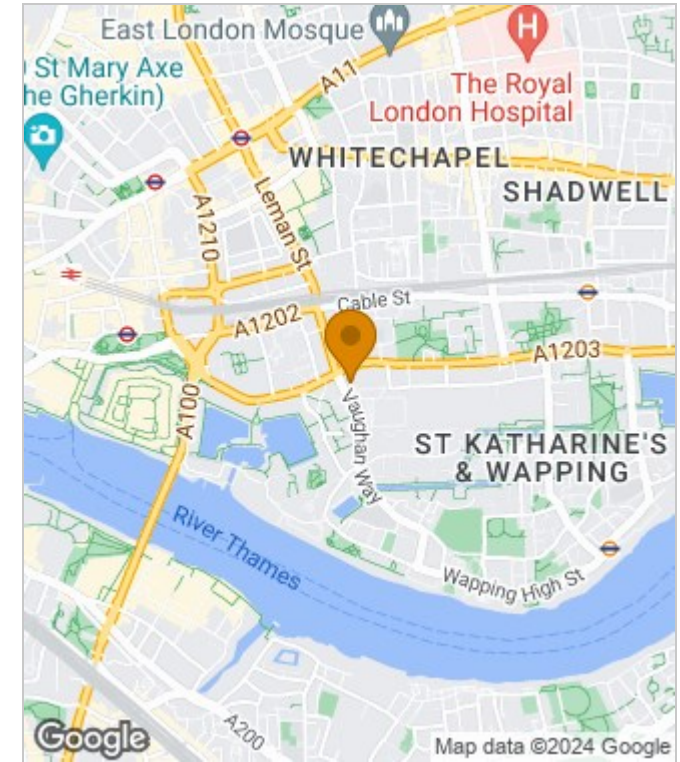 East London Mosque
A11
H
St Mary Axe
he Gherkin)
The Royal
London Hospital
WHITECHAPEL
SHADWELL
Leman St
A1210
Cable St
A1202
A1203
A100
Vaughan Way
ST KATHARINE'S
& WAPPING
River Thames
Wapping High St
A200
Google
Map data ©2024 Google